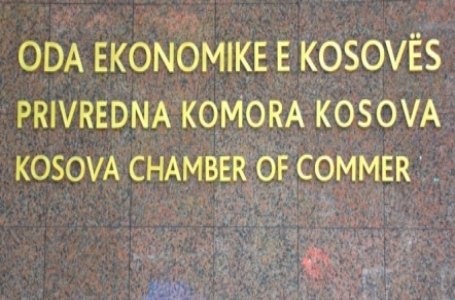 ODA EKONOMIKE E KOSOVËS
PRIVREDNA KOMORA KOSOVA
KOSOVA CHAMBER OF COMMER